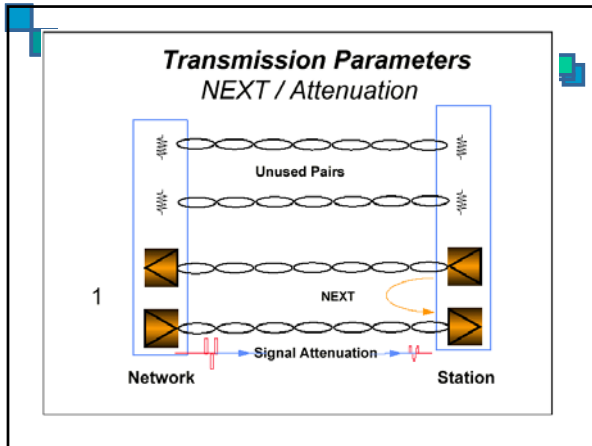 Transmission Parameters
NEXT / Attenuation
Unused Pairs
NEXT
1
Signal Attenuation
Network
Station